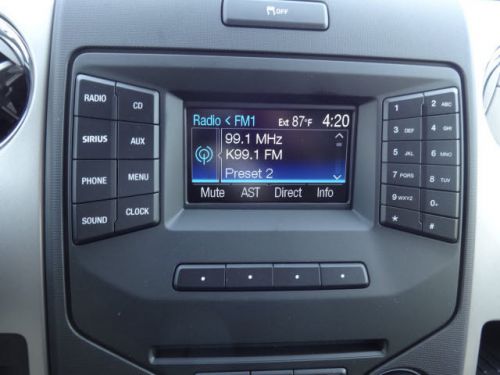 OFF
RADIO CD
SIRIUS AUX
PHONE MENU
SOUND CLOCK
Radio < FM1 Ext 87°F 4:20
99.1 MHz
K99.1 FM
Preset 2
Mute AST Direct Info
1 2 ABC
3 DEF 4 GHI
5 JKL 6 MNO
7 PQRS 8 TUV
9 WXYZ 0+
* #